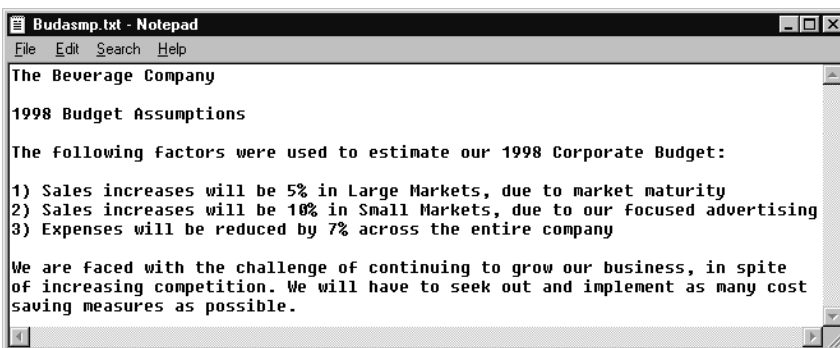 Budasmp.txt - Notepad
File Edit Search Help
The Beverage Company
1998 Budget Assumptions
The following factors were used to estimate our 1998 Corporate Budget:
1) Sales increases will be 5% in Large Markets, due to market maturity
2) Sales increases will be 10% in Small Markets, due to our focused advertising
3) Expenses will be reduced by 7% across the entire company
We are faced with the challenge of continuing to grow our business, in spite
of increasing competition. We will have to seek out and implement as many cost
saving measures as possible.